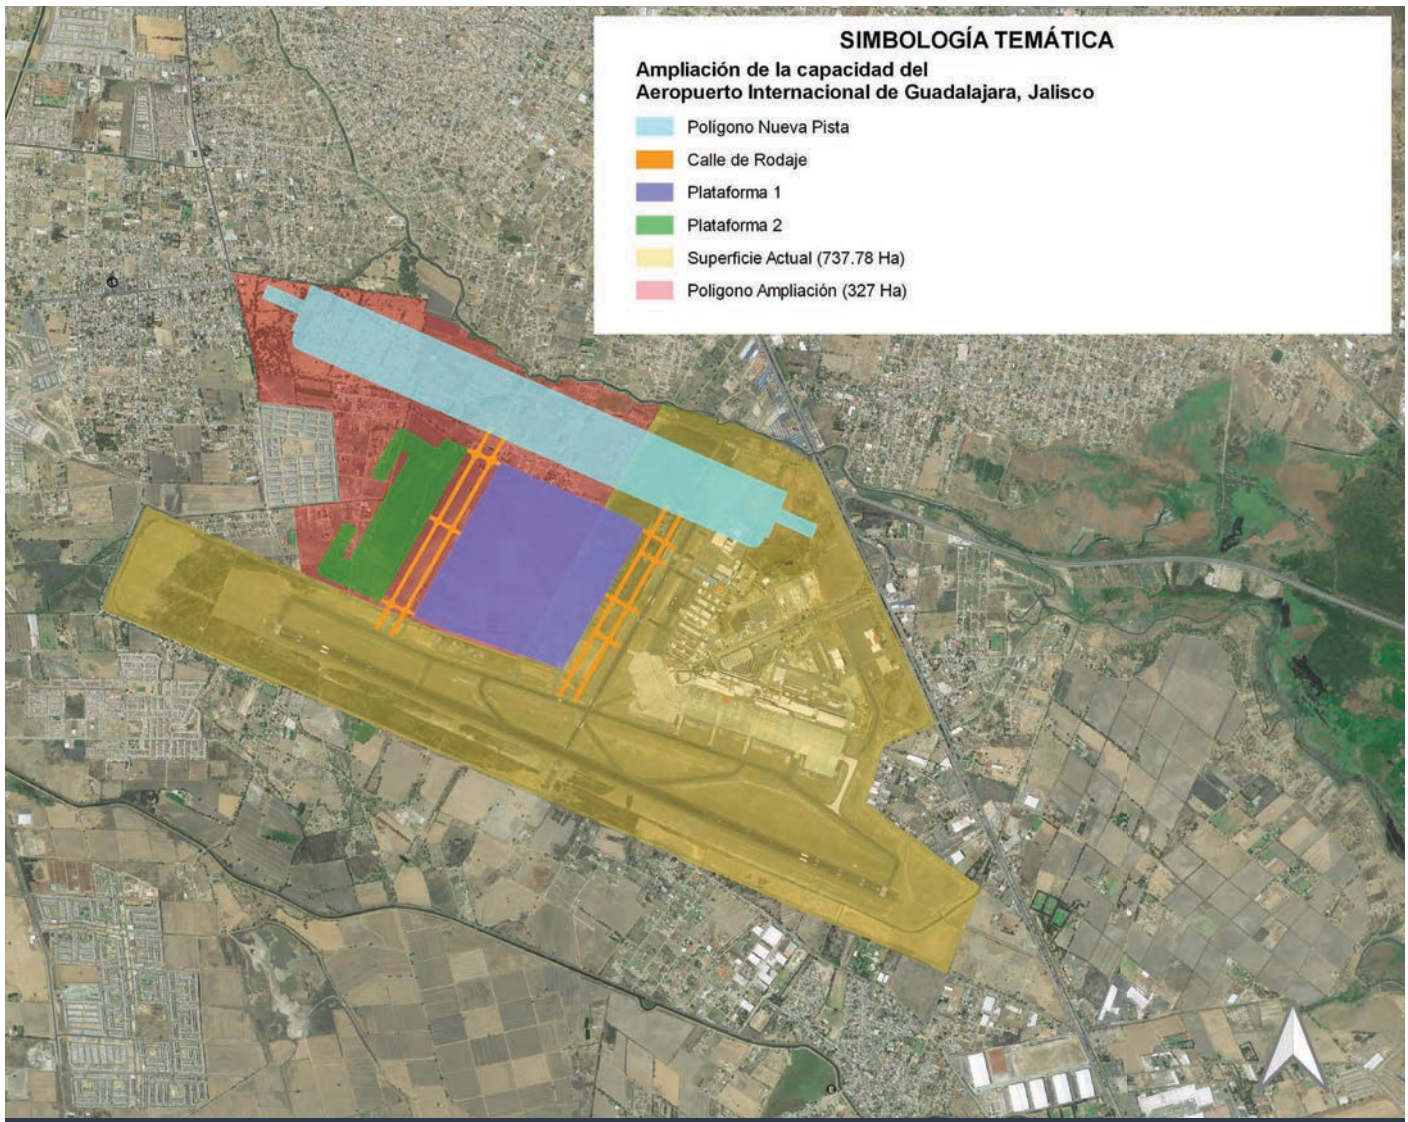 SIMBOLOGÍA TEMÁTICA
Ampliación de la capacidad del
Aeropuerto Internacional de Guadalajara, Jalisco
Polígono Nueva Pista
Calle de Rodaje
Plataforma 1
Plataforma 2
Superficie Actual (737.78 Ha)
Poligono Ampliación (327 Ha)